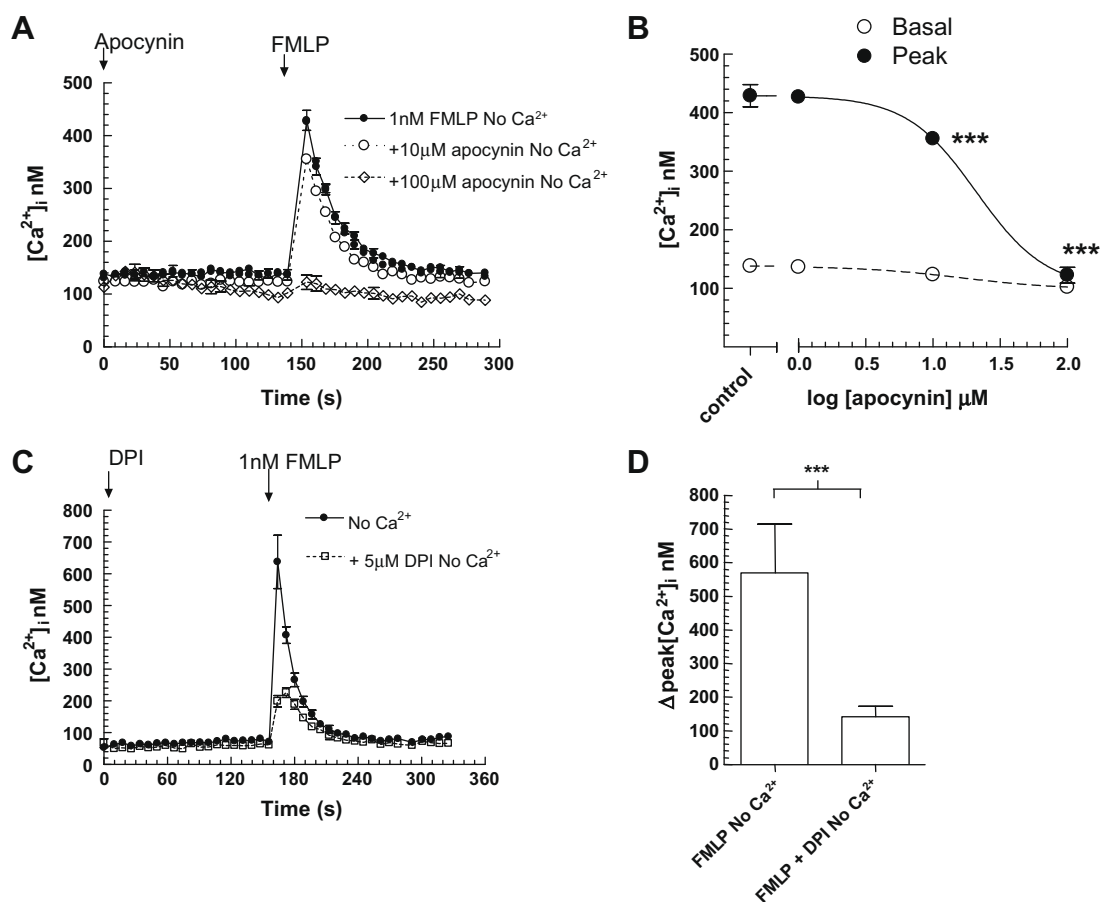 A
Apocynin
FMLP
500
400
300
200
100
0
[Ca²⁺]ᵢ nM
1nM FMLP No Ca²⁺
+10µM apocynin No Ca²⁺
+100µM apocynin No Ca²⁺
0 50 100 150 200 250 300
Time (s)
B
Basal
Peak
500
400
300
200
100
[Ca²⁺]ᵢ nM
***
***
control
0.0 0.5 1.0 1.5 2.0
log [apocynin] µM
C
DPI
1nM FMLP
800
700
600
500
400
300
200
100
0
[Ca²⁺]ᵢ nM
No Ca²⁺
+ 5µM DPI No Ca²⁺
0 60 120 180 240 300 360
Time (s)
D
***
800
700
600
500
400
300
200
100
0
Δpeak[Ca²⁺]ᵢ nM
FMLP No Ca²⁺
FMLP + DPI No Ca²⁺